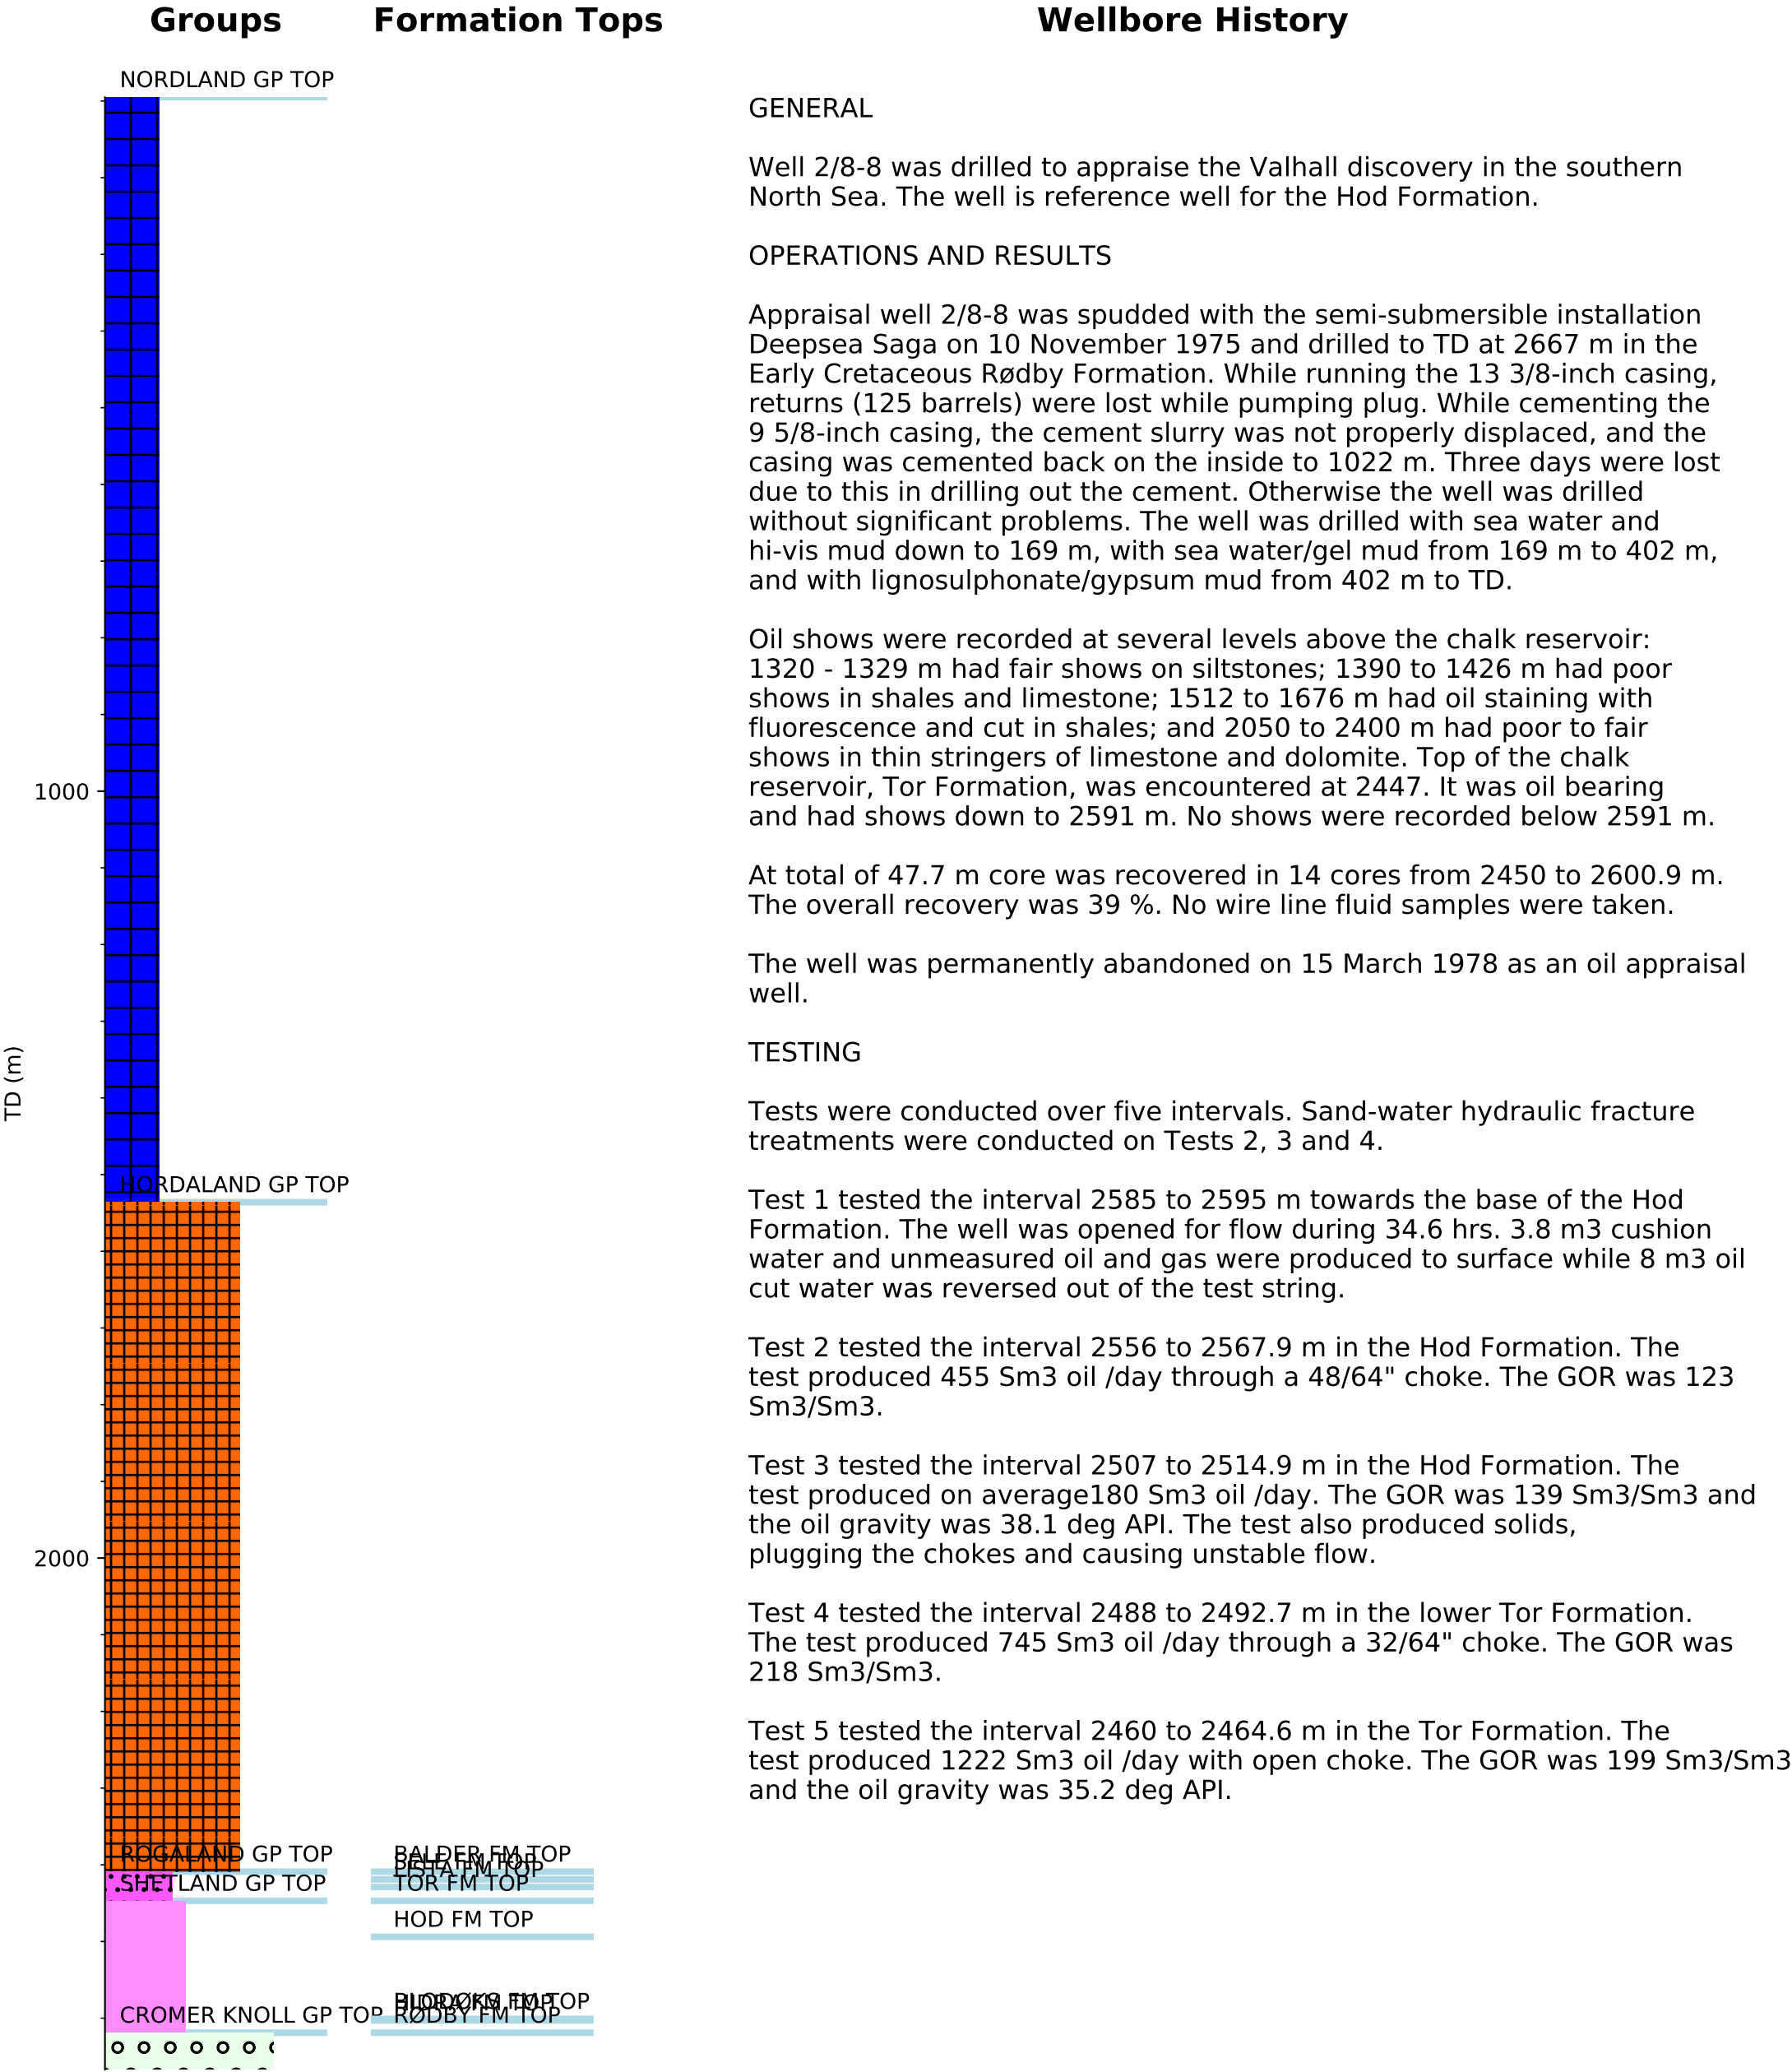 Groups
Formation Tops
Wellbore History
NORDLAND GP TOP
GENERAL
Well 2/8-8 was drilled to appraise the Valhall discovery in the southern
North Sea. The well is reference well for the Hod Formation.
OPERATIONS AND RESULTS
Appraisal well 2/8-8 was spudded with the semi-submersible installation
Deepsea Saga on 10 November 1975 and drilled to TD at 2667 m in the
Early Cretaceous Rødby Formation. While running the 13 3/8-inch casing,
returns (125 barrels) were lost while pumping plug. While cementing the
9 5/8-inch casing, the cement slurry was not properly displaced, and the
casing was cemented back on the inside to 1022 m. Three days were lost
due to this in drilling out the cement. Otherwise the well was drilled
without significant problems. The well was drilled with sea water and
hi-vis mud down to 169 m, with sea water/gel mud from 169 m to 402 m,
and with lignosulphonate/gypsum mud from 402 m to TD.
Oil shows were recorded at several levels above the chalk reservoir:
1320 - 1329 m had fair shows on siltstones; 1390 to 1426 m had poor
shows in shales and limestone; 1512 to 1676 m had oil staining with
fluorescence and cut in shales; and 2050 to 2400 m had poor to fair
shows in thin stringers of limestone and dolomite. Top of the chalk
reservoir, Tor Formation, was encountered at 2447. It was oil bearing
and had shows down to 2591 m. No shows were recorded below 2591 m.
At total of 47.7 m core was recovered in 14 cores from 2450 to 2600.9 m.
The overall recovery was 39 %. No wire line fluid samples were taken.
The well was permanently abandoned on 15 March 1978 as an oil appraisal
well.
TESTING
Tests were conducted over five intervals. Sand-water hydraulic fracture
treatments were conducted on Tests 2, 3 and 4.
Test 1 tested the interval 2585 to 2595 m towards the base of the Hod
Formation. The well was opened for flow during 34.6 hrs. 3.8 m3 cushion
water and unmeasured oil and gas were produced to surface while 8 m3 oil
cut water was reversed out of the test string.
Test 2 tested the interval 2556 to 2567.9 m in the Hod Formation. The
test produced 455 Sm3 oil /day through a 48/64" choke. The GOR was 123
Sm3/Sm3.
Test 3 tested the interval 2507 to 2514.9 m in the Hod Formation. The
test produced on average180 Sm3 oil /day. The GOR was 139 Sm3/Sm3 and
the oil gravity was 38.1 deg API. The test also produced solids,
plugging the chokes and causing unstable flow.
Test 4 tested the interval 2488 to 2492.7 m in the lower Tor Formation.
The test produced 745 Sm3 oil /day through a 32/64" choke. The GOR was
218 Sm3/Sm3.
Test 5 tested the interval 2460 to 2464.6 m in the Tor Formation. The
test produced 1222 Sm3 oil /day with open choke. The GOR was 199 Sm3/Sm3
and the oil gravity was 35.2 deg API.
1000
TD (m)
HORDALAND GP TOP
2000
ROGALAND GP TOP
BALDER FM TOP
LISTA FM TOP
SHETLAND GP TOP
TOR FM TOP
HOD FM TOP
BLODØKS FM TOP
HIDRA FM TOP
CROMER KNOLL GP TOP
RØDBY FM TOP